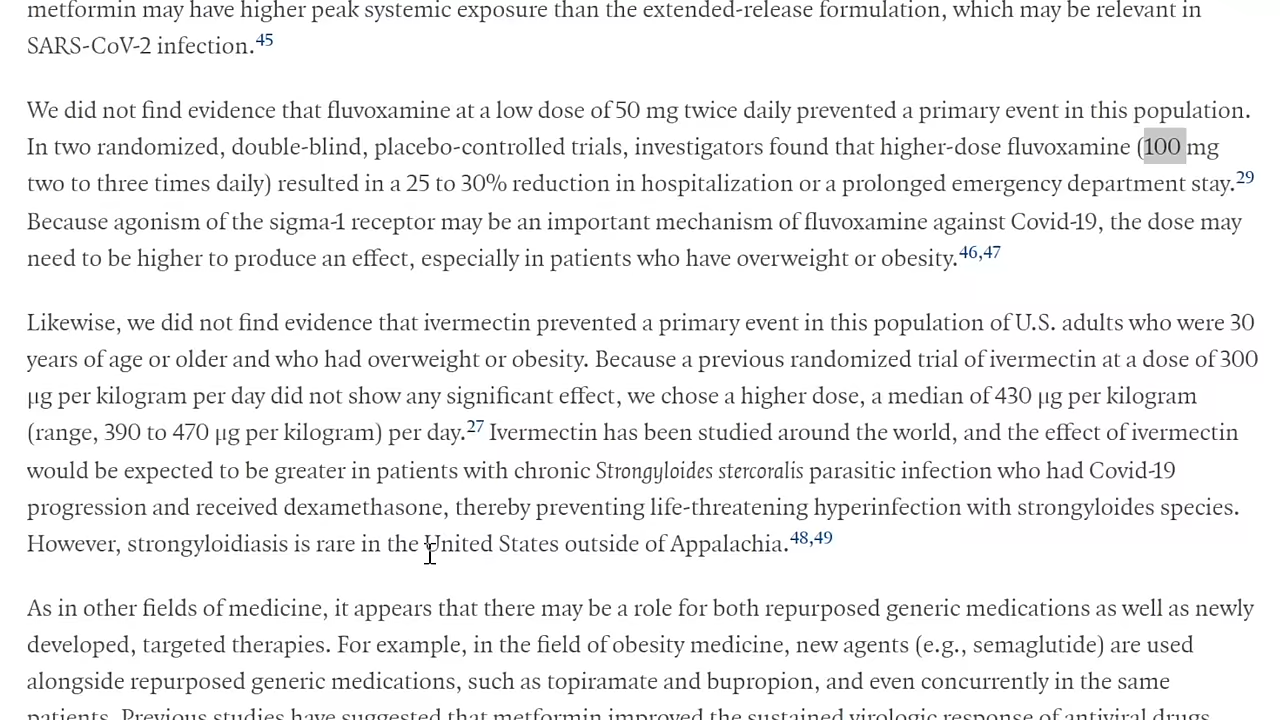 metformin may have higher peak systemic exposure than the extended-release formulation, which may be relevant in
SARS-CoV-2 infection.45
We did not find evidence that fluvoxamine at a low dose of 50 mg twice daily prevented a primary event in this population.
In two randomized, double-blind, placebo-controlled trials, investigators found that higher-dose fluvoxamine (100 mg
two to three times daily) resulted in a 25 to 30% reduction in hospitalization or a prolonged emergency department stay.29
Because agonism of the sigma-1 receptor may be an important mechanism of fluvoxamine against Covid-19, the dose may
need to be higher to produce an effect, especially in patients who have overweight or obesity.46,47
Likewise, we did not find evidence that ivermectin prevented a primary event in this population of U.S. adults who were 30
years of age or older and who had overweight or obesity. Because a previous randomized trial of ivermectin at a dose of 300
μg per kilogram per day did not show any significant effect, we chose a higher dose, a median of 430 μg per kilogram
(range, 390 to 470 μg per kilogram) per day.27 Ivermectin has been studied around the world, and the effect of ivermectin
would be expected to be greater in patients with chronic Strongyloides stercoralis parasitic infection who had Covid-19
progression and received dexamethasone, thereby preventing life-threatening hyperinfection with strongyloides species.
However, strongyloidiasis is rare in the United States outside of Appalachia.48,49
As in other fields of medicine, it appears that there may be a role for both repurposed generic medications as well as newly
developed, targeted therapies. For example, in the field of obesity medicine, new agents (e.g., semaglutide) are used
alongside repurposed generic medications, such as topiramate and bupropion, and even concurrently in the same
patients. Previous studies have suggested that metformin improved the sustained virologic response of antiviral drugs